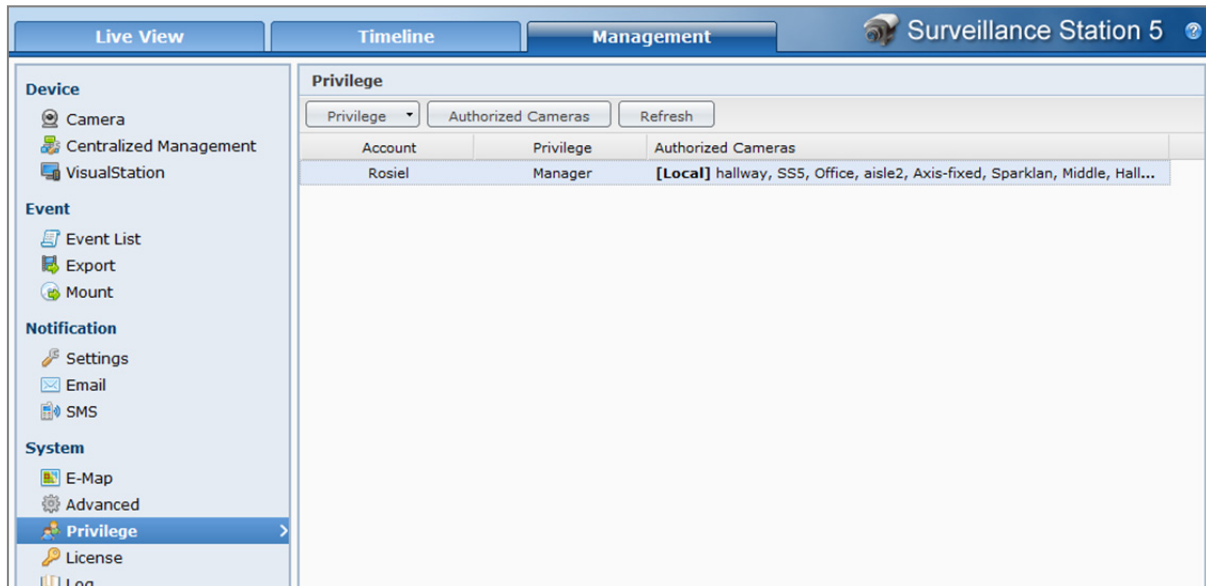 Live View
Timeline
Management
Surveillance Station 5
?
Device
Camera
Centralized Management
VisualStation
Event
Event List
Export
Mount
Notification
Settings
Email
SMS
System
E-Map
Advanced
Privilege
License
Log
Privilege
Privilege
Authorized Cameras
Refresh
Account Privilege Authorized Cameras
Rosiel Manager [Local] hallway, SS5, Office, aisle2, Axis-fixed, Sparklan, Middle, Hall...